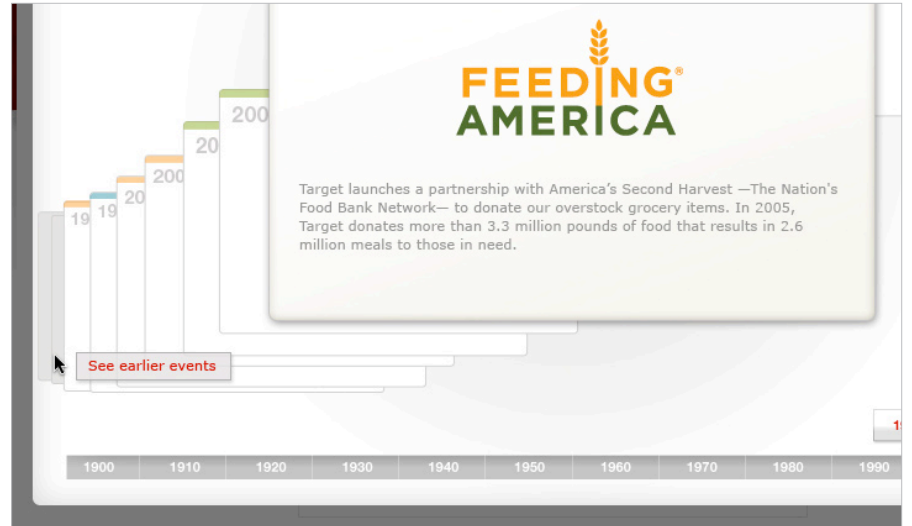 FEEDING®
AMERICA
200
20
200
20
19
19
Target launches a partnership with America's Second Harvest —The Nation's
Food Bank Network— to donate our overstock grocery items. In 2005,
Target donates more than 3.3 million pounds of food that results in 2.6
million meals to those in need.
See earlier events
19
1900 1910 1920 1930 1940 1950 1960 1970 1980 1990